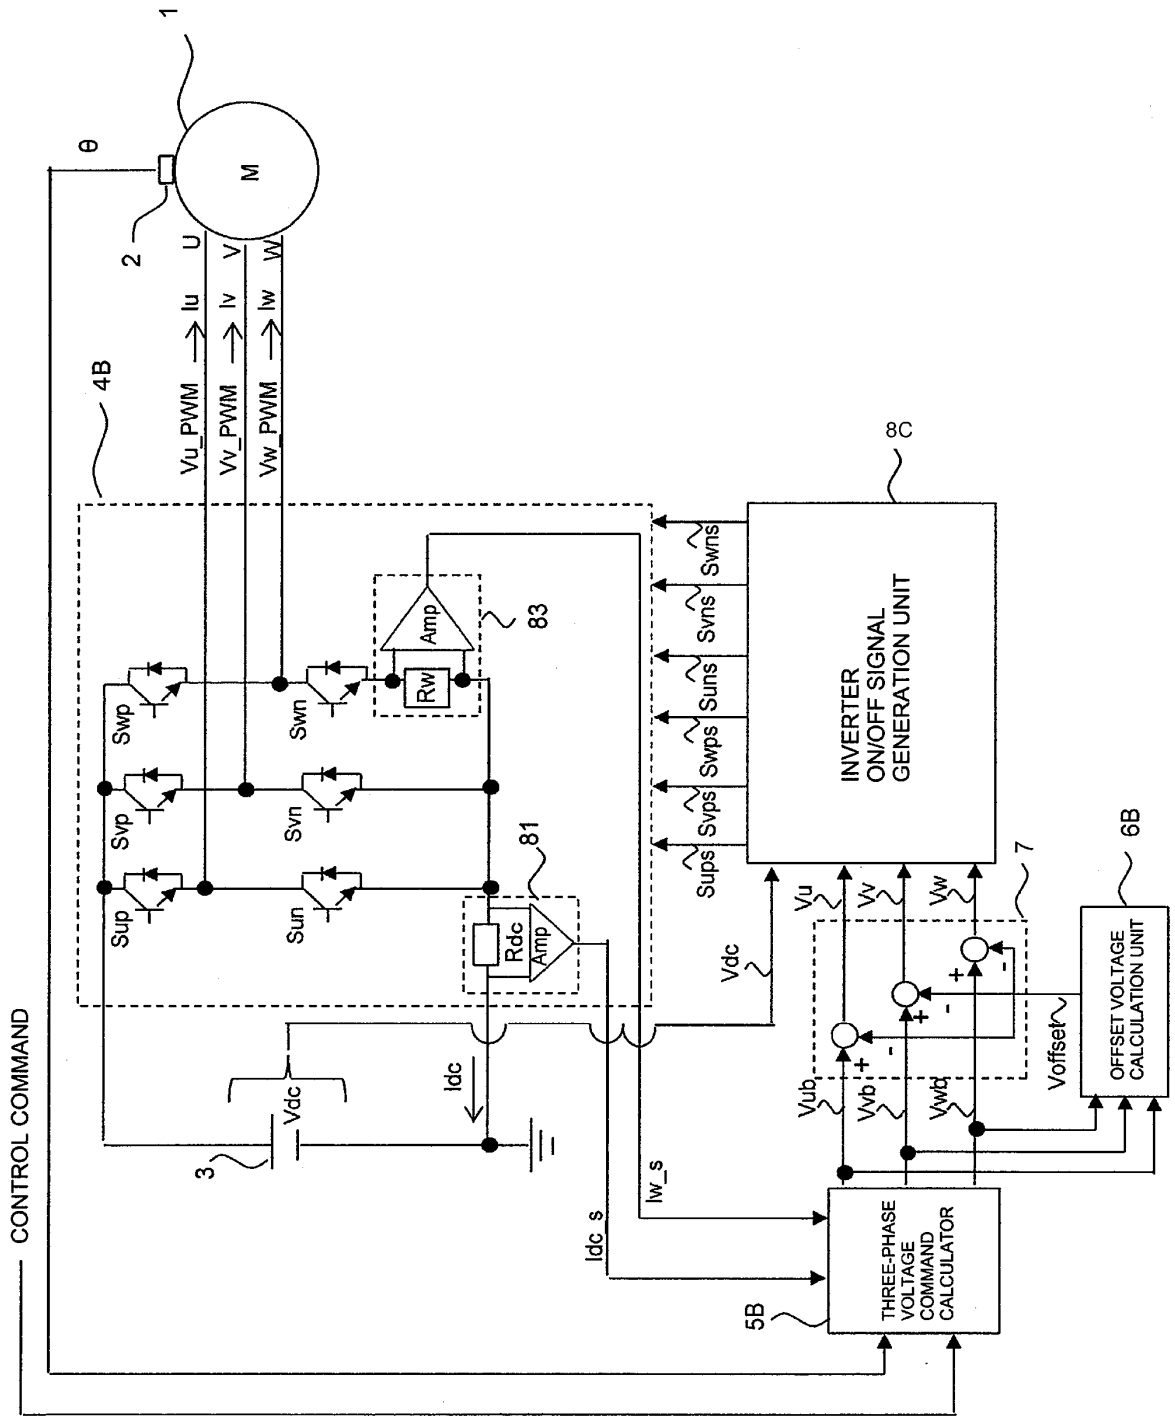 CONTROL COMMAND
θ
1
2
M
U
V
W
Iu
Iv
Iw
Vu_PWM
Vv_PWM
Vw_PWM
4B
Sup
Svp
Swp
Sun
Svn
Swn
Rw
Amp
83
Rdc
Amp
81
3
Vdc
Idc
Vdc
Idc_s
Iw_s
Sups
Svps
Swps
Suns
Svns
Swns
8C
INVERTER
ON/OFF SIGNAL
GENERATION UNIT
Vu
Vv
Vw
7
+
-
+
-
+
-
Vub
Vvb
Vwb
Voffset
5B
THREE-PHASE
VOLTAGE
COMMAND
CALCULATOR
6B
OFFSET VOLTAGE
CALCULATION UNIT